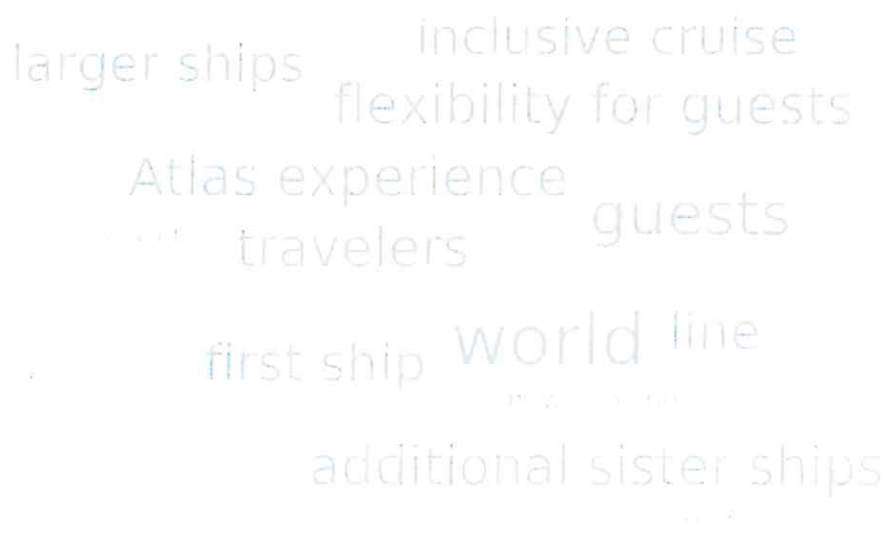 inclusive cruise
larger ships
flexibility for guests
Atlas experience
guests
travelers
world
line
first ship
additional sister ships